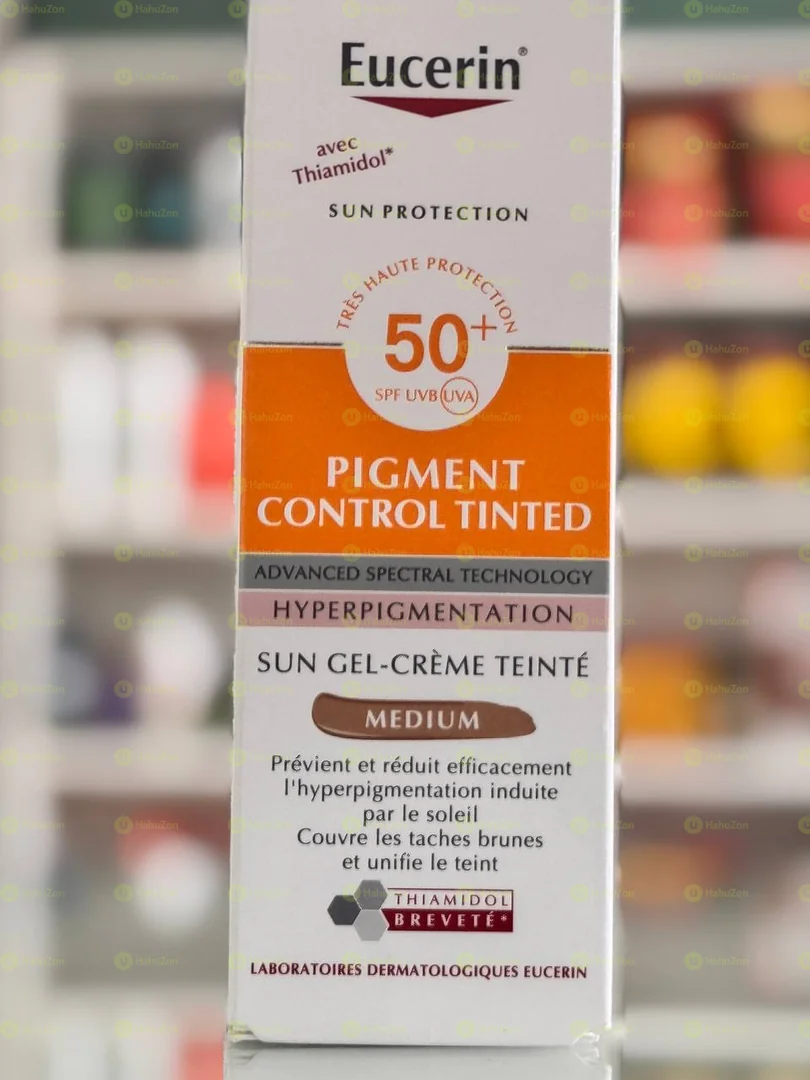 Eucerin®
avec
Thiamidol*
SUN PROTECTION
TRÈS HAUTE PROTECTION
50+
SPF UVB UVA
PIGMENT
CONTROL TINTED
ADVANCED SPECTRAL TECHNOLOGY
HYPERPIGMENTATION
SUN GEL-CRÈME TEINTÉ
MEDIUM
Prévient et réduit efficacement
l'hyperpigmentation induite
par le soleil
Couvre les taches brunes
et unifie le teint
THIAMIDOL
BREVETÉ*
LABORATOIRES DERMATOLOGIQUES EUCERIN
HahuZon